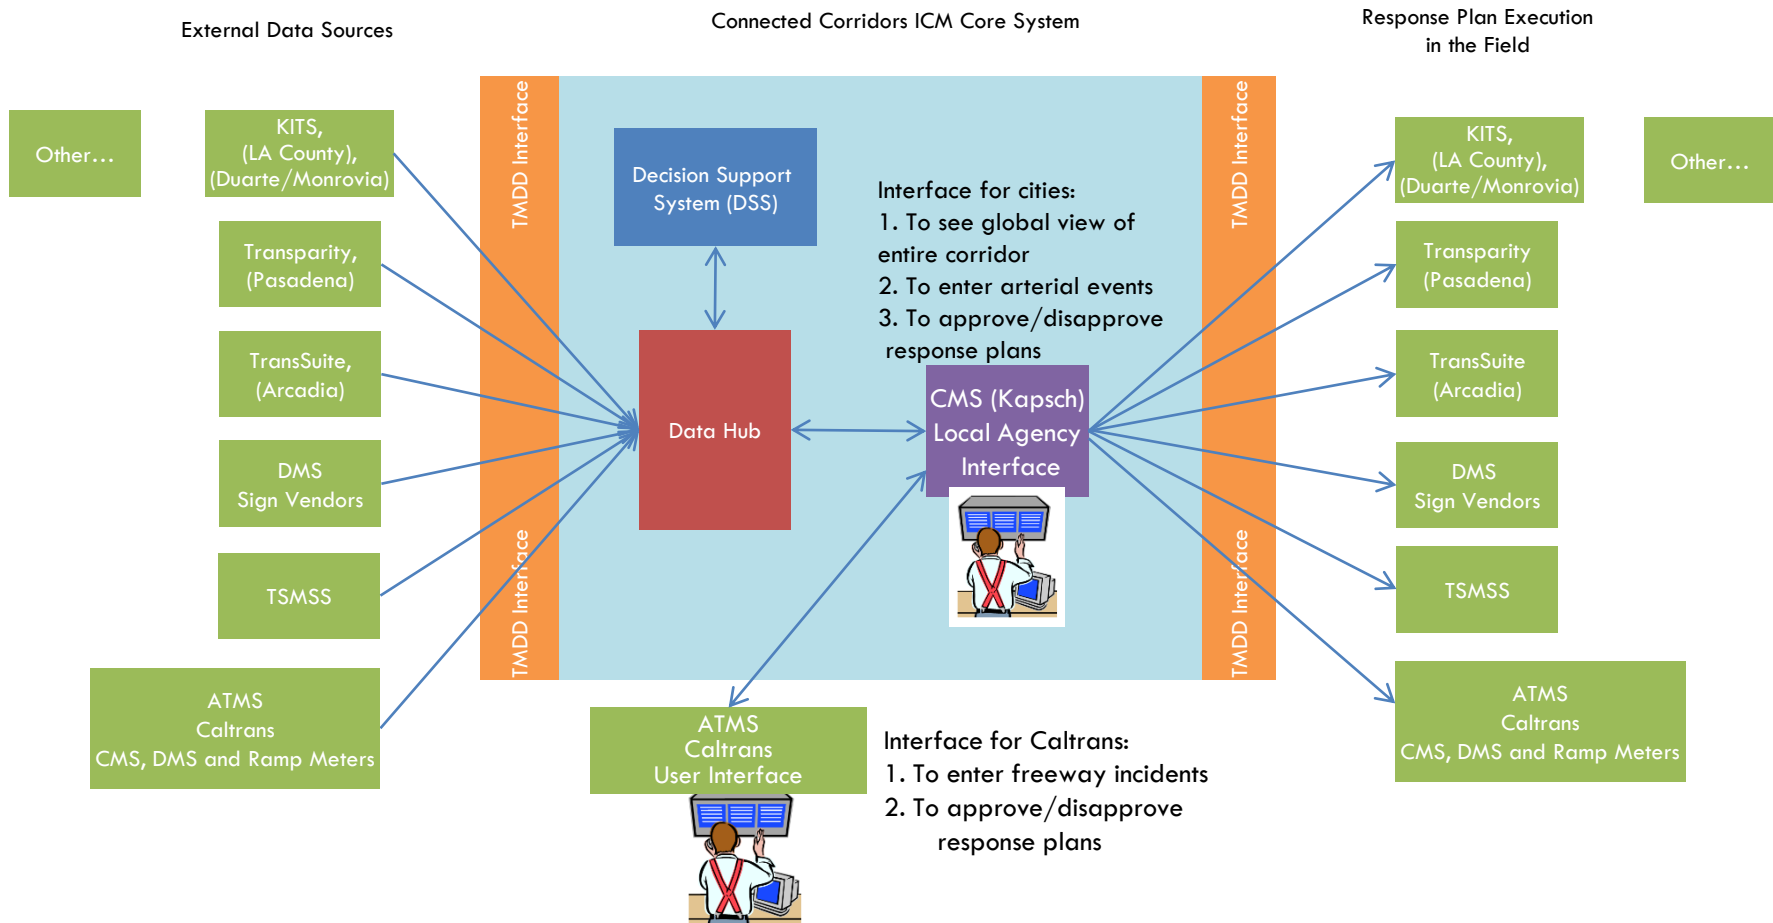 External Data Sources
Connected Corridors ICM Core System
Response Plan Execution
in the Field
Other…
KITS,
(LA County),
(Duarte/Monrovia)
Transparity,
(Pasadena)
TransSuite,
(Arcadia)
DMS
Sign Vendors
TSMSS
ATMS
Caltrans
CMS, DMS and Ramp Meters
TMDD Interface
TMDD Interface
Decision Support
System (DSS)
Data Hub
Interface for cities:
1. To see global view of
entire corridor
2. To enter arterial events
3. To approve/disapprove
response plans
CMS (Kapsch)
Local Agency
Interface
ATMS
Caltrans
User Interface
Interface for Caltrans:
1. To enter freeway incidents
2. To approve/disapprove
response plans
TMDD Interface
TMDD Interface
KITS,
(LA County),
(Duarte/Monrovia)
Other…
Transparity
(Pasadena)
TransSuite
(Arcadia)
DMS
Sign Vendors
TSMSS
ATMS
Caltrans
CMS, DMS and Ramp Meters